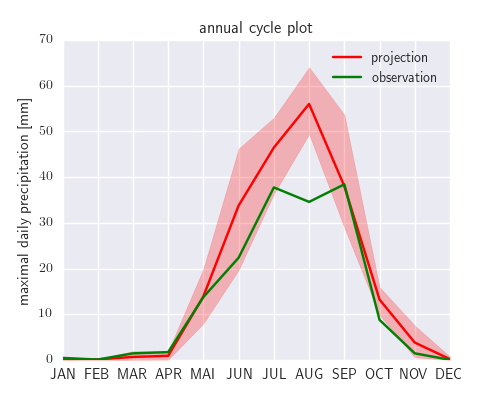 annual cycle plot
maximal daily precipitation [mm]
70
60
50
40
30
20
10
0
projection
observation
JAN FEB MAR APR MAI JUN JUL AUG SEP OCT NOV DEC